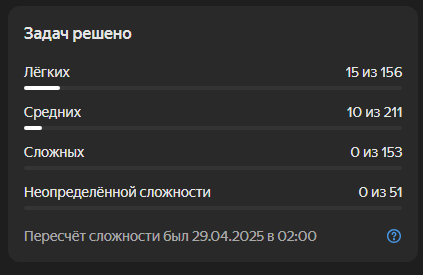 Задач решено
Лёгких 15 из 156
Средних 10 из 211
Сложных 0 из 153
Неопределённой сложности 0 из 51
Пересчёт сложности был 29.04.2025 в 02:00 ?